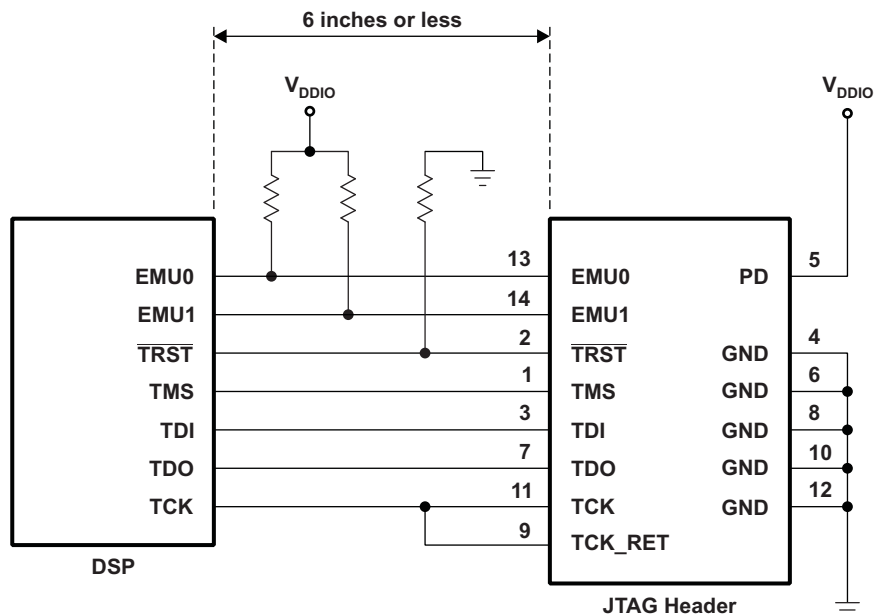 6 inches or less
VDDIO
VDDIO
13
5
EMU0
EMU0
PD
14
EMU1
EMU1
4
2
TRST
TRST
GND
6
1
TMS
TMS
GND
8
3
TDI
TDI
GND
10
7
TDO
TDO
GND
12
11
TCK
TCK
GND
9
TCK_RET
DSP
JTAG Header